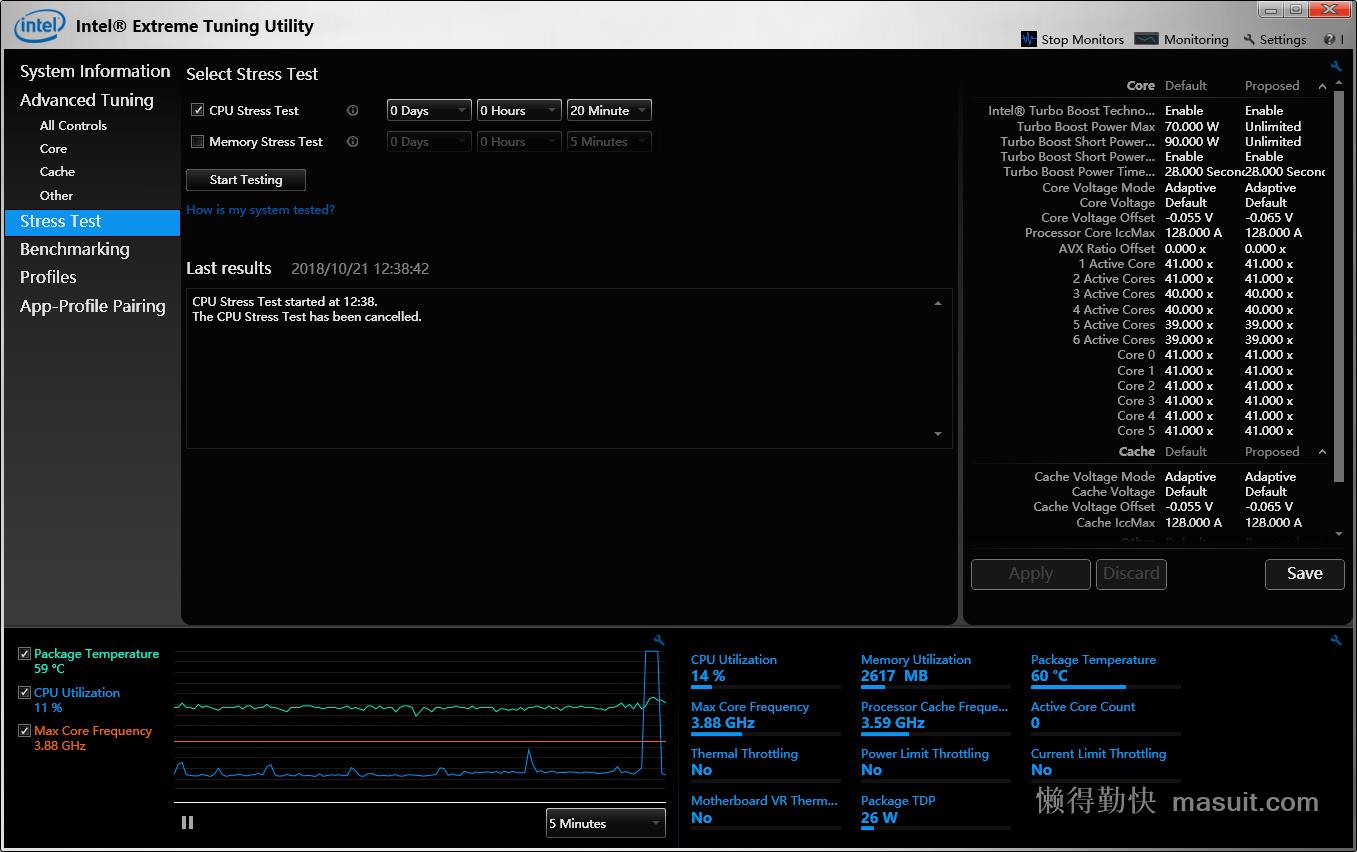 intel Intel® Extreme Tuning Utility
Stop Monitors Monitoring Settings ? I
System Information
Advanced Tuning
All Controls
Core
Cache
Other
Stress Test
Benchmarking
Profiles
App-Profile Pairing
Select Stress Test
CPU Stress Test 0 Days 0 Hours 20 Minute
Memory Stress Test 0 Days 0 Hours 5 Minutes
Start Testing
How is my system tested?
Last results 2018/10/21 12:38:42
CPU Stress Test started at 12:38.
The CPU Stress Test has been cancelled.
Core Default Proposed
Intel® Turbo Boost Techno... Enable Enable
Turbo Boost Power Max 70.000 W Unlimited
Turbo Boost Short Power... 90.000 W Unlimited
Turbo Boost Short Power... Enable Enable
Turbo Boost Power Time... 28.000 Secon 28.000 Secon
Core Voltage Mode Adaptive Adaptive
Core Voltage Default Default
Core Voltage Offset -0.055 V -0.065 V
Processor Core IccMax 128.000 A 128.000 A
AVX Ratio Offset 0.000 x 0.000 x
1 Active Core 41.000 x 41.000 x
2 Active Cores 41.000 x 41.000 x
3 Active Cores 40.000 x 40.000 x
4 Active Cores 40.000 x 40.000 x
5 Active Cores 39.000 x 39.000 x
6 Active Cores 39.000 x 39.000 x
Core 0 41.000 x 41.000 x
Core 1 41.000 x 41.000 x
Core 2 41.000 x 41.000 x
Core 3 41.000 x 41.000 x
Core 4 41.000 x 41.000 x
Core 5 41.000 x 41.000 x
Cache Default Proposed
Cache Voltage Mode Adaptive Adaptive
Cache Voltage Default Default
Cache Voltage Offset -0.055 V -0.065 V
Cache IccMax 128.000 A 128.000 A
Other Default Proposed
Apply Discard Save
Package Temperature
59 °C
CPU Utilization
11 %
Max Core Frequency
3.88 GHz
5 Minutes
CPU Utilization Memory Utilization Package Temperature
14 % 2617 MB 60 °C
Max Core Frequency Processor Cache Freque... Active Core Count
3.88 GHz 3.59 GHz 0
Thermal Throttling Power Limit Throttling Current Limit Throttling
No No No
Motherboard VR Therm... Package TDP
No 26 W
懒得勤快 masuit.com